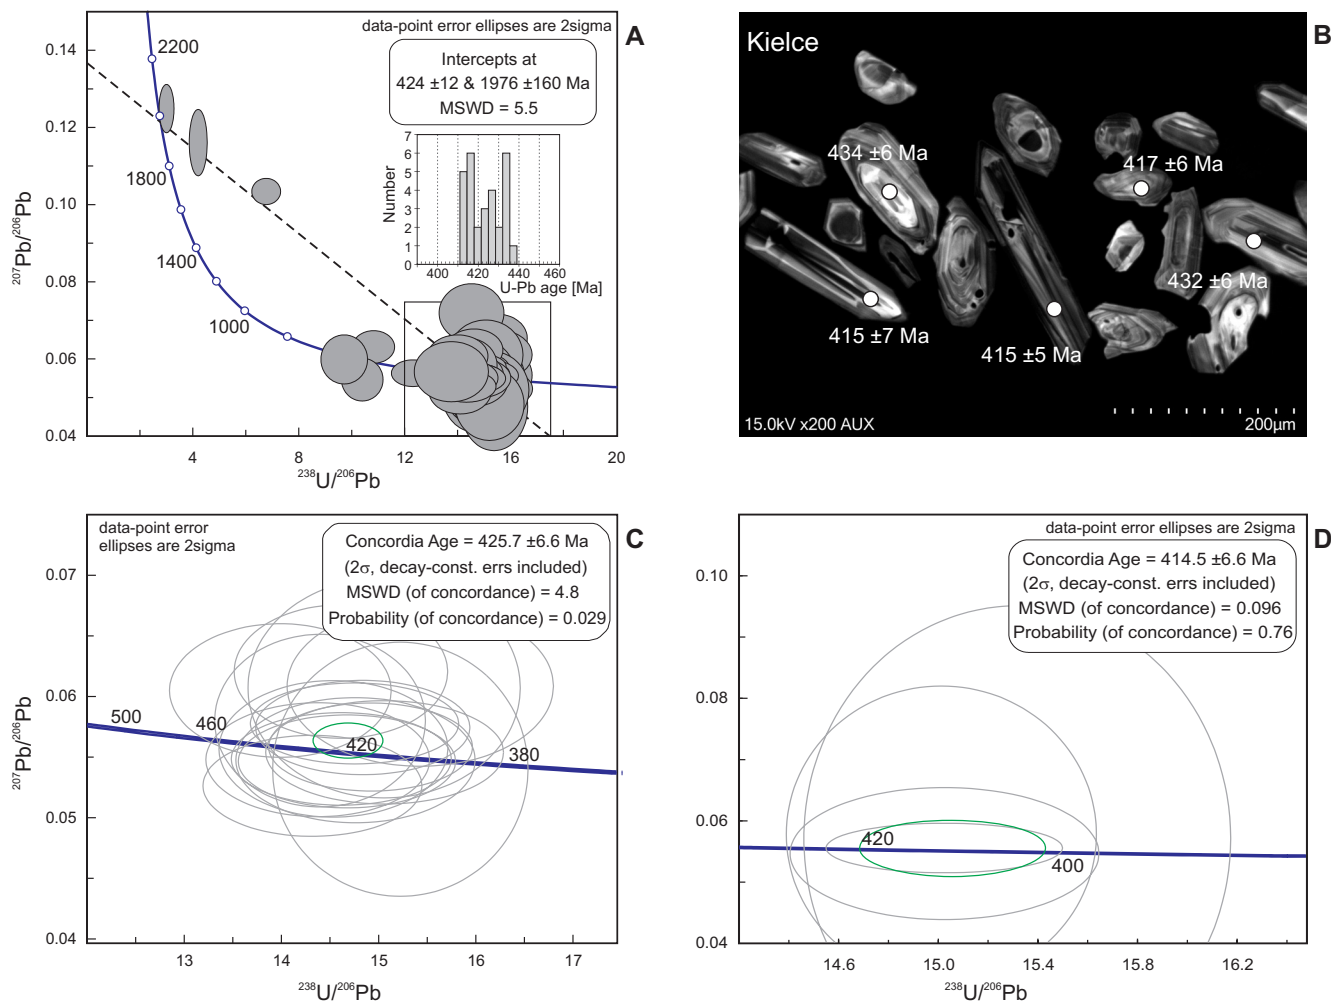 A
data-point error ellipses are 2sigma
Intercepts at
424 ±12 & 1976 ±160 Ma
MSWD = 5.5
0.14
0.12
0.10
0.08
0.06
0.04
207Pb/206Pb
2200
1800
1400
1000
7
6
5
4
3
2
1
0
Number
400
420
440
460
U-Pb age [Ma]
4
8
12
16
20
238U/206Pb
B
Kielce
434 ±6 Ma
417 ±6 Ma
432 ±6 Ma
415 ±7 Ma
415 ±5 Ma
15.0kV x200 AUX
200µm
C
data-point error
ellipses are 2sigma
Concordia Age = 425.7 ±6.6 Ma
(2σ, decay-const. errs included)
MSWD (of concordance) = 4.8
Probability (of concordance) = 0.029
0.07
0.06
0.05
0.04
207Pb/206Pb
500
460
420
380
13
14
15
16
17
238U/206Pb
D
data-point error ellipses are 2sigma
Concordia Age = 414.5 ±6.6 Ma
(2σ, decay-const. errs included)
MSWD (of concordance) = 0.096
Probability (of concordance) = 0.76
0.10
0.08
0.06
0.04
420
400
14.6
15.0
15.4
15.8
16.2
238U/206Pb